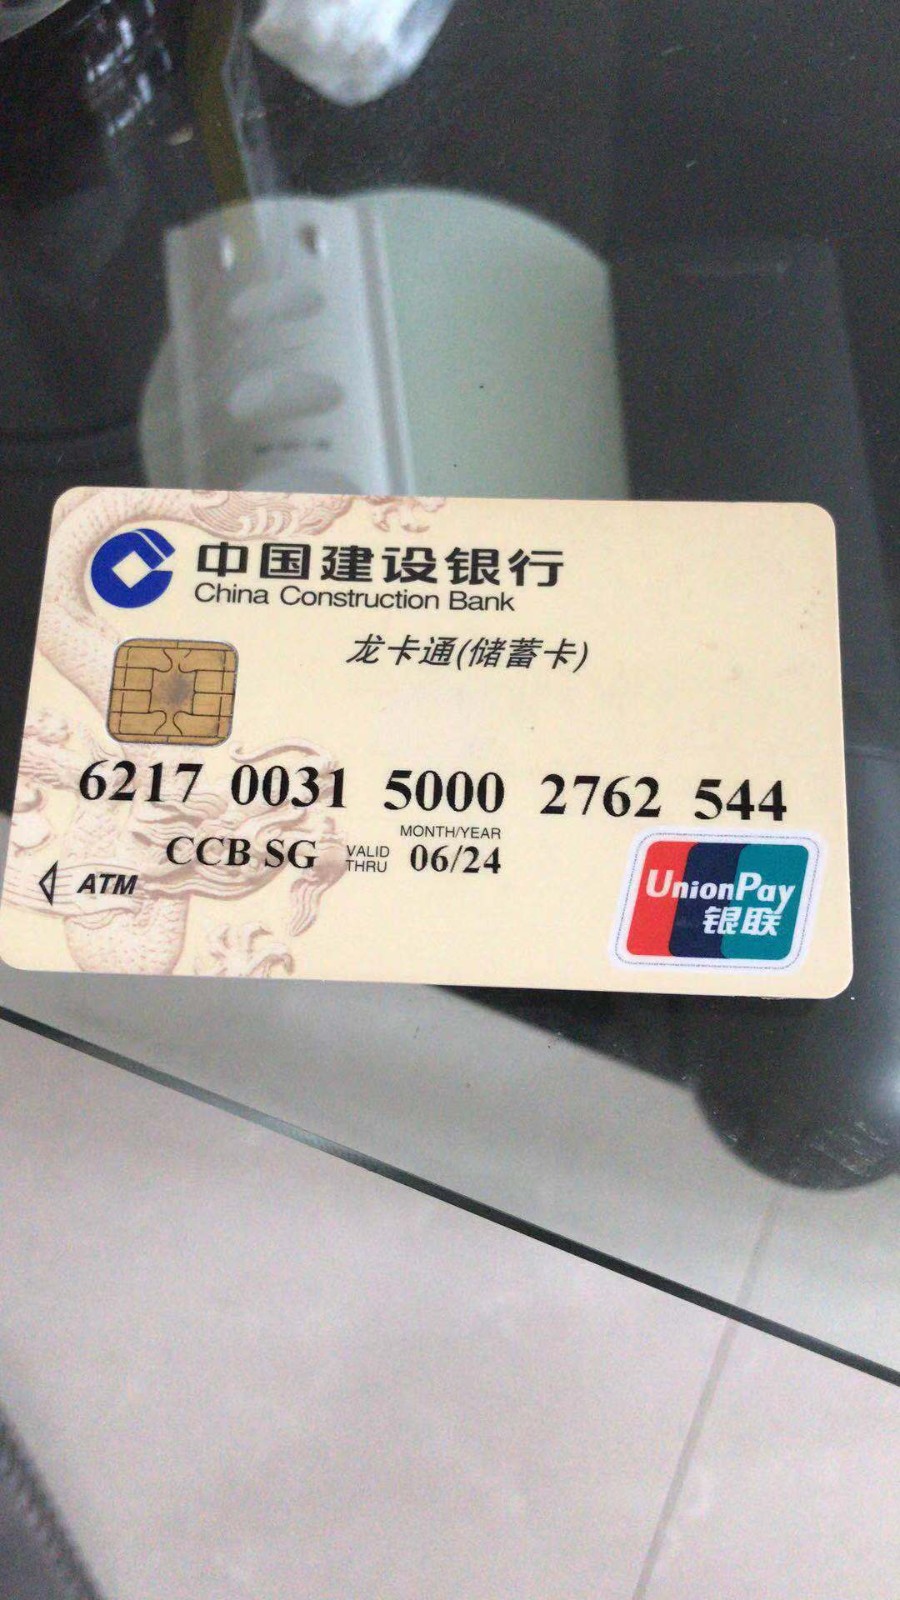 中国建设银行
China Construction Bank
龙卡通(储蓄卡)
6217 0031 5000 2762 544
MONTH/YEAR
CCB SG VALID THRU 06/24
ATM
UnionPay
银联